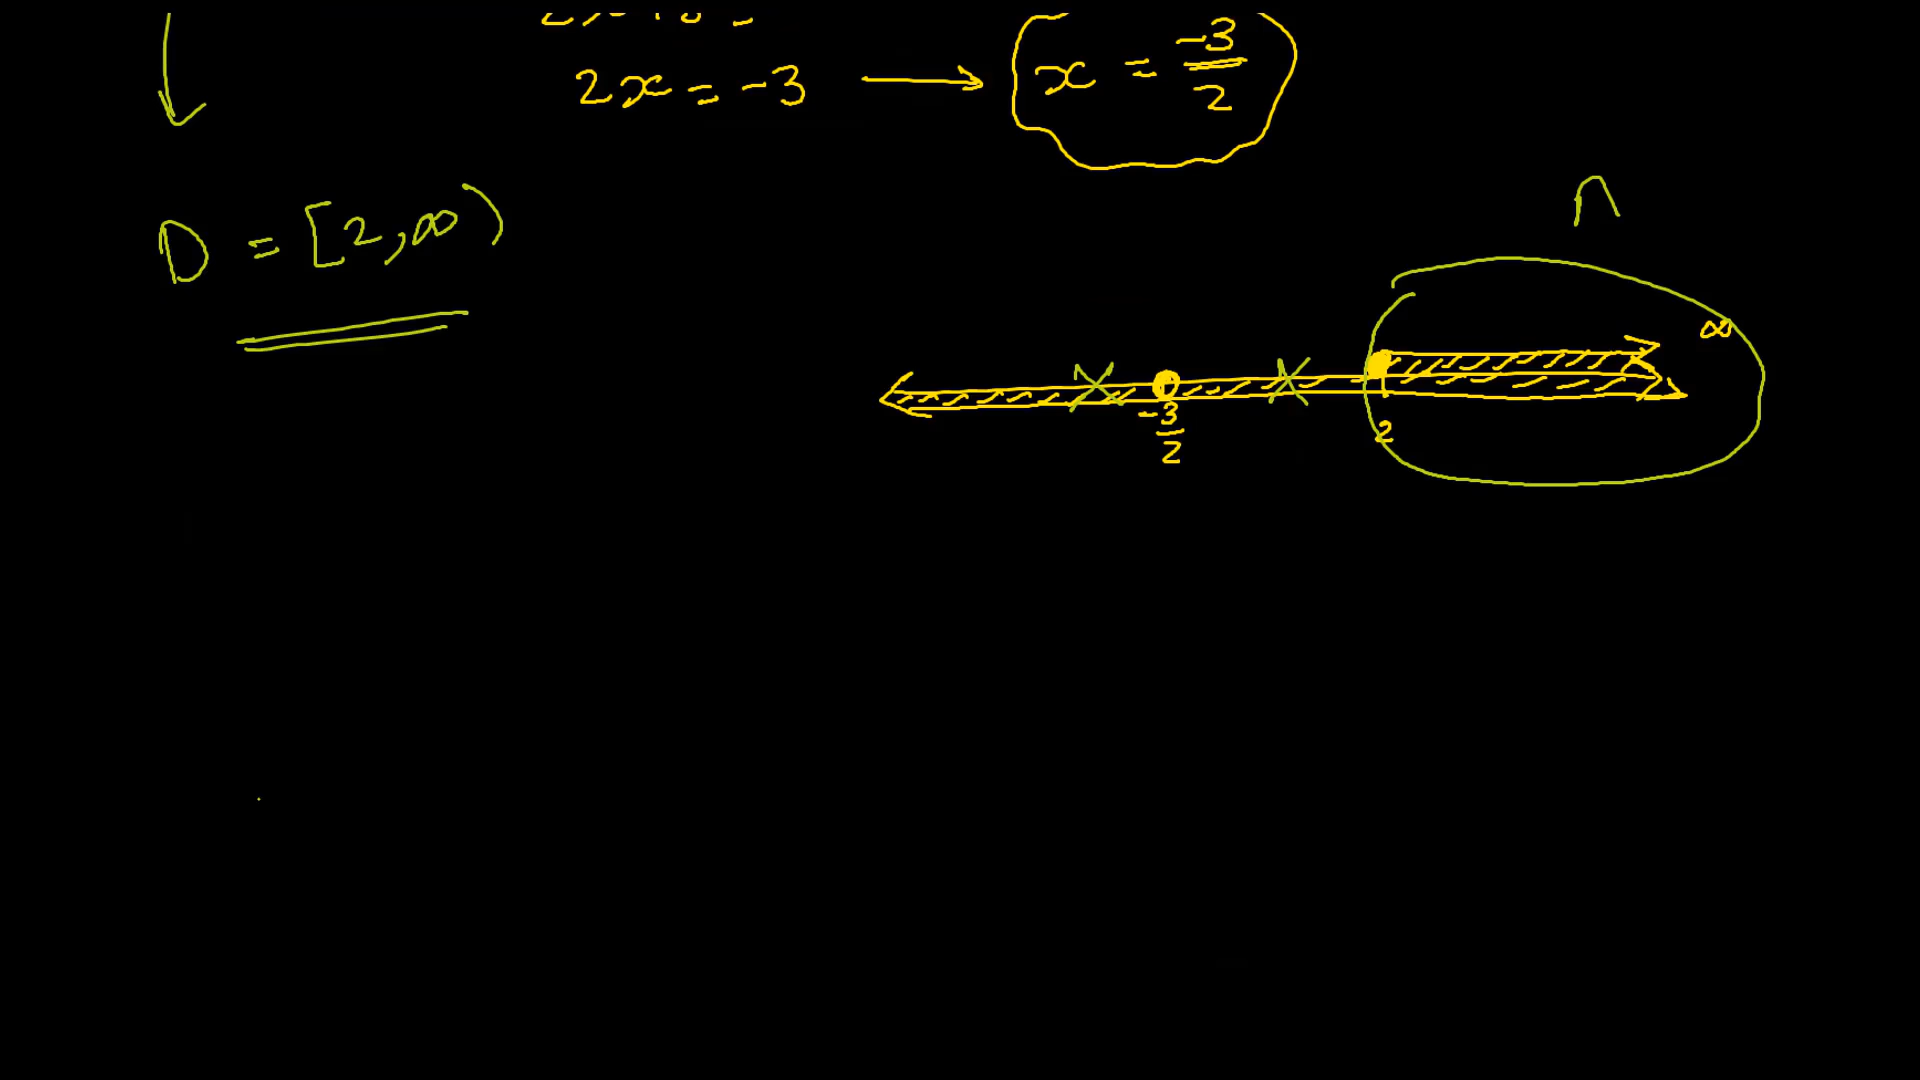 2x = -3 → x = -3/2
D = [2, ∞)
∩
∞
-3/2
2